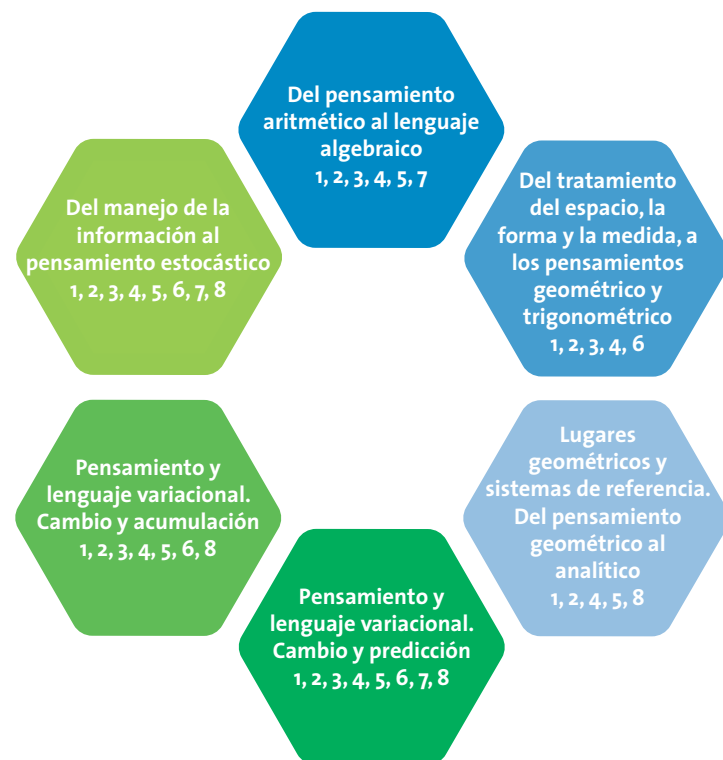 Del pensamiento
aritmético al lenguaje
algebraico
1, 2, 3, 4, 5, 7
Del tratamiento
del espacio, la
forma y la medida, a
los pensamientos
geométrico y
trigonométrico
1, 2, 3, 4, 6
Lugares
geométricos y
sistemas de referencia.
Del pensamiento
geométrico al
analítico
1, 2, 4, 5, 8
Pensamiento y
lenguaje variacional.
Cambio y predicción
1, 2, 3, 4, 5, 6, 7, 8
Pensamiento y
lenguaje variacional.
Cambio y acumulación
1, 2, 3, 4, 5, 6, 8
Del manejo de la
información al
pensamiento estocástico
1, 2, 3, 4, 5, 6, 7, 8